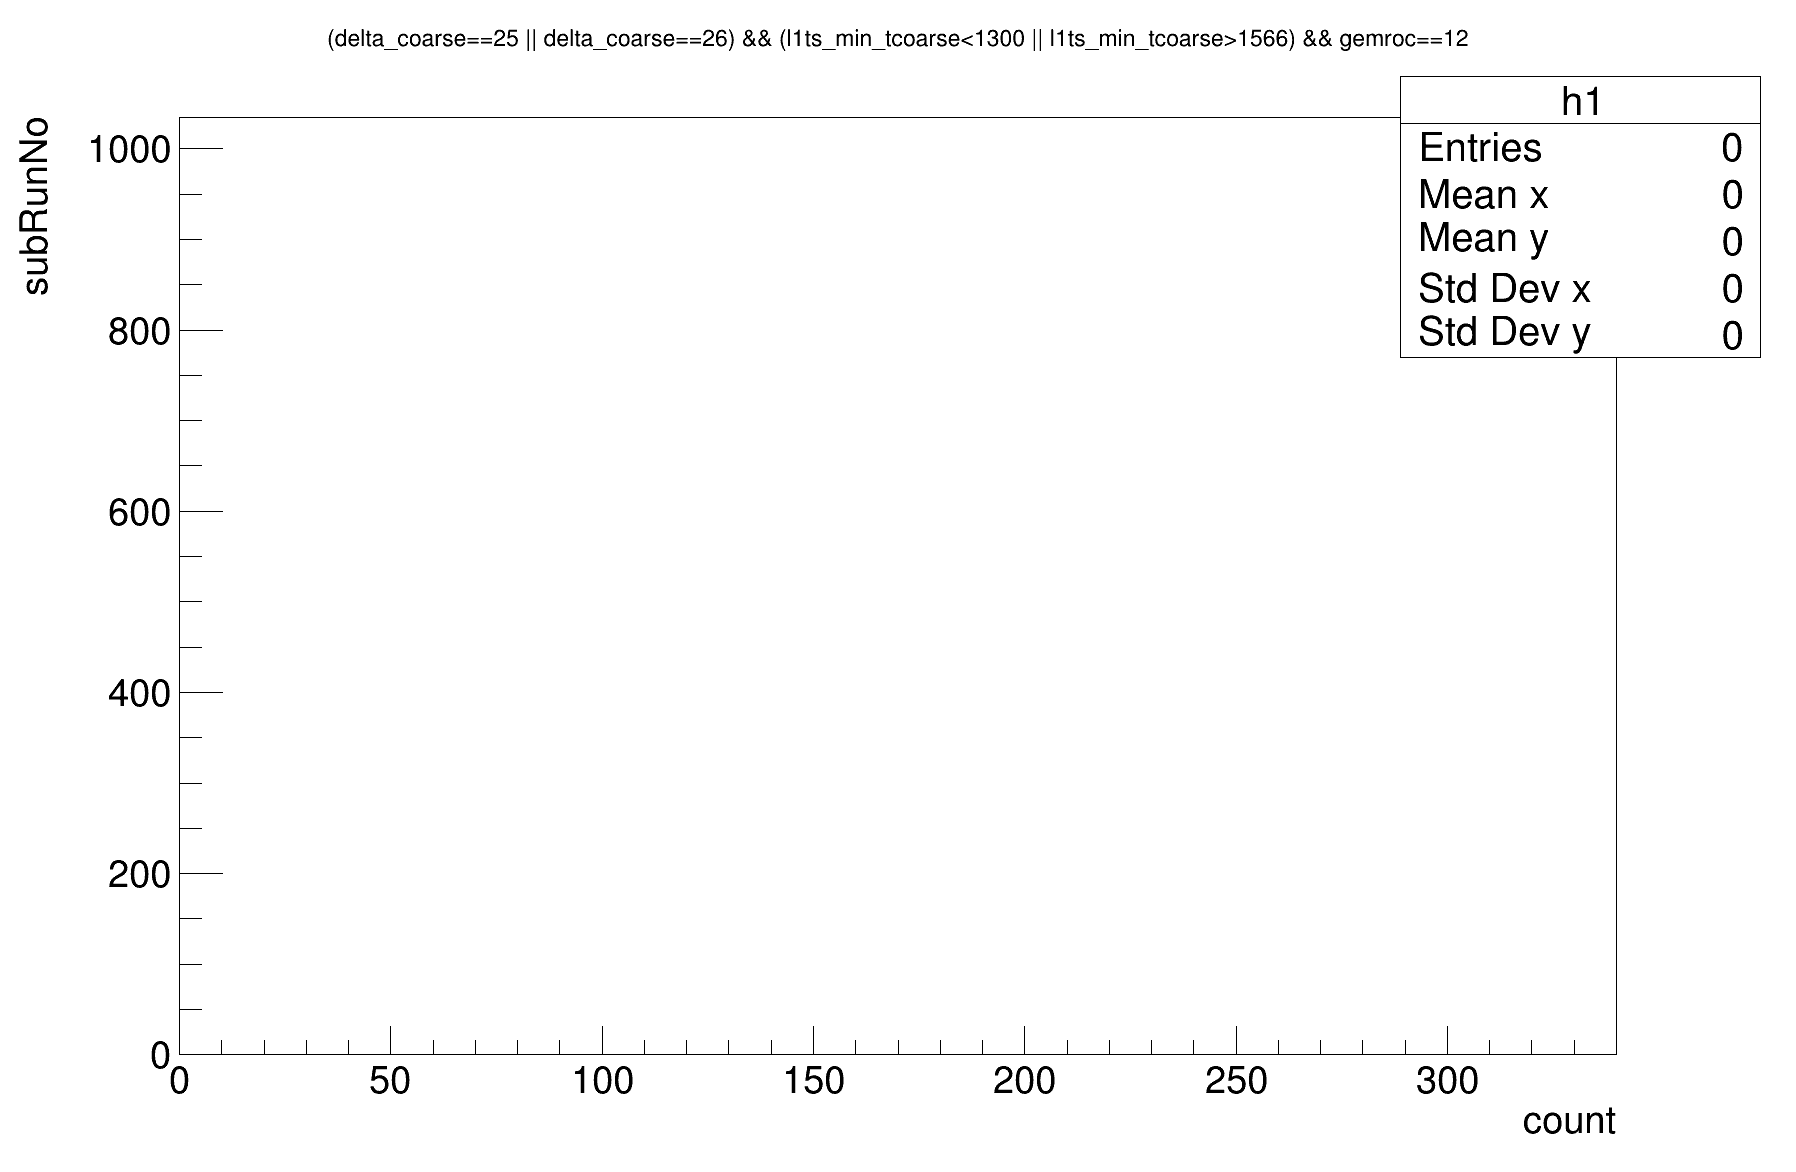 (delta_coarse==25 || delta_coarse==26) && (l1ts_min_tcoarse<1300 || l1ts_min_tcoarse>1566) && gemroc==12
h1
Entries 0
Mean x 0
Mean y 0
Std Dev x 0
Std Dev y 0
subRunNo
1000
800
600
400
200
0
0 50 100 150 200 250 300
count